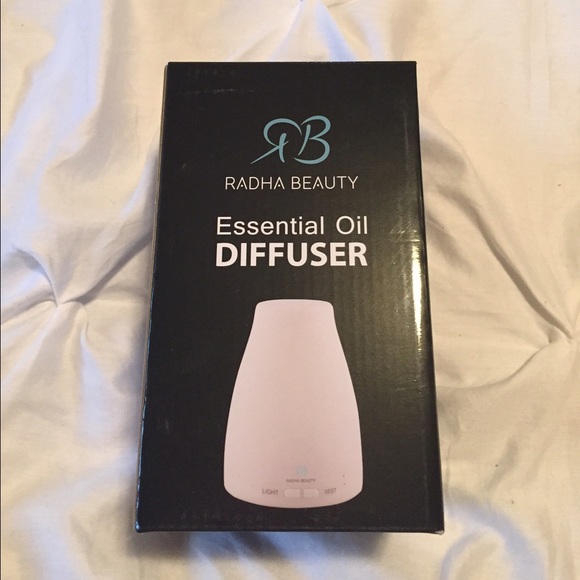 RB
RADHA BEAUTY
Essential Oil
DIFFUSER
RADHA BEAUTY
LIGHT MIST